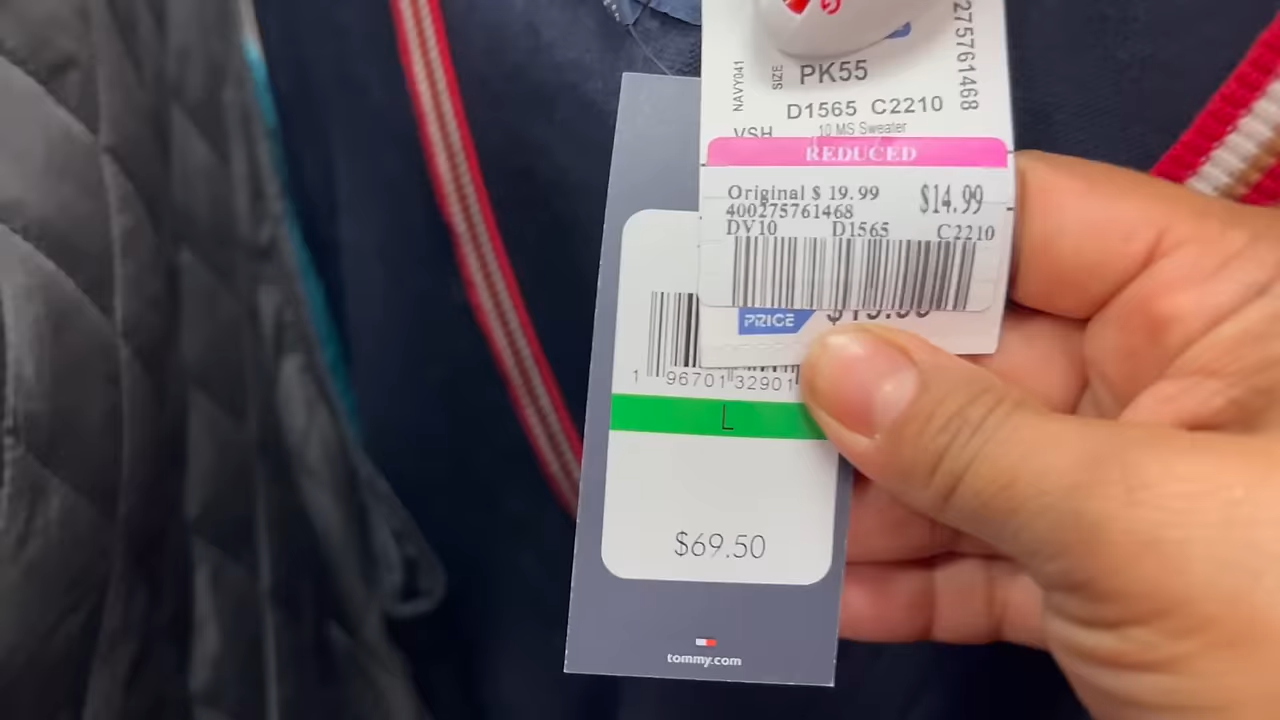 275761468
NAVY041
SIZE
PK55
D1565 C2210
VSH
10 MS Sweater
REDUCED
Original $ 19.99
$14.99
400275761468
DV10 D1565 C2210
PRICE
1 96701 32901
L
$69.50
tommy.com